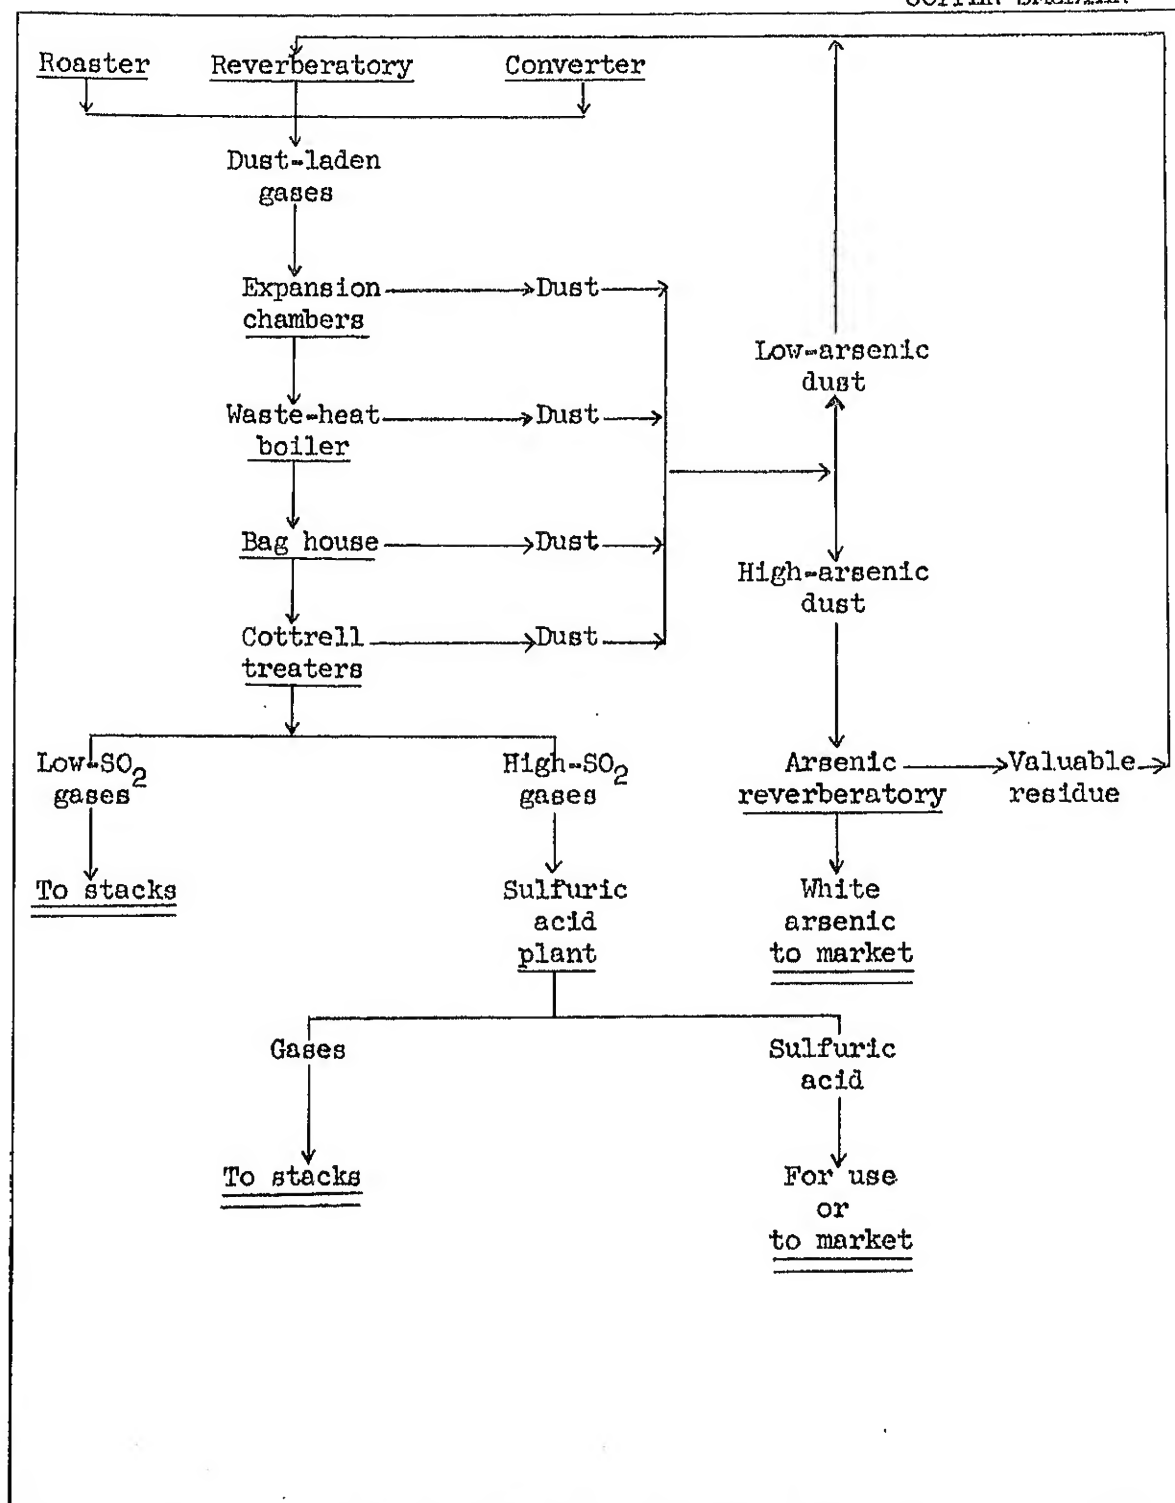 Roaster Reverberatory Converter
Dust-laden
gases
Expansion Dust
chambers
Low-arsenic
dust
Waste-heat Dust
boiler
Bag house Dust
High-arsenic
dust
Cottrell Dust
treaters
Low-SO2
gases
High-SO2
gases
Arsenic
reverberatory
Valuable
residue
To stacks
Sulfuric
acid
plant
White
arsenic
to market
Gases
Sulfuric
acid
To stacks
For use
or
to market